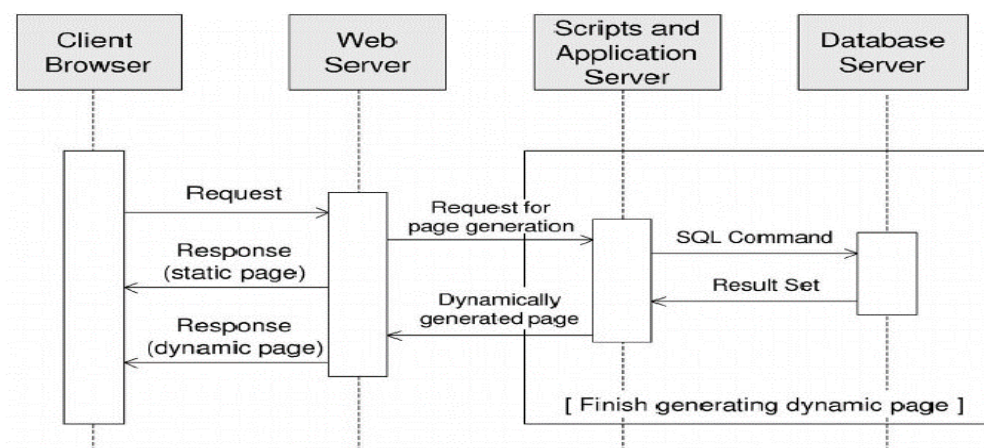 Client
Browser
Web
Server
Scripts and
Application
Server
Database
Server
Request
Request for
page generation
SQL Command
Response
(static page)
Result Set
Dynamically
generated page
Response
(dynamic page)
[ Finish generating dynamic page ]